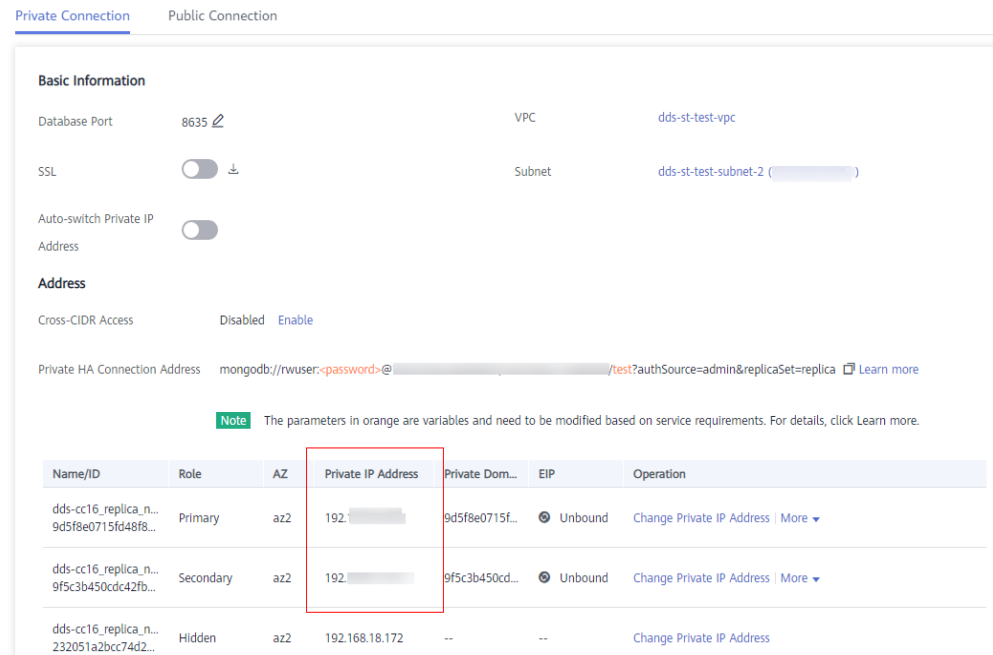 Private Connection Public Connection
Basic Information
Database Port 8635 VPC dds-st-test-vpc
SSL Subnet dds-st-test-subnet-2 ( )
Auto-switch Private IP
Address
Address
Cross-CIDR Access Disabled Enable
Private HA Connection Address mongodb://rwuser:<password>@ /test?authSource=admin&replicaSet=replica Learn more
Note The parameters in orange are variables and need to be modified based on service requirements. For details, click Learn more.
Name/ID Role AZ Private IP Address Private Dom... EIP Operation
dds-cc16_replica_n...
9d5f8e0715fd48f8... Primary az2 192. 9d5f8e0715f... Unbound Change Private IP Address More
dds-cc16_replica_n...
9f5c3b450cdc42fb... Secondary az2 192. 9f5c3b450cd... Unbound Change Private IP Address More
dds-cc16_replica_n...
232051a2bcc74d2... Hidden az2 192.168.18.172 -- -- Change Private IP Address